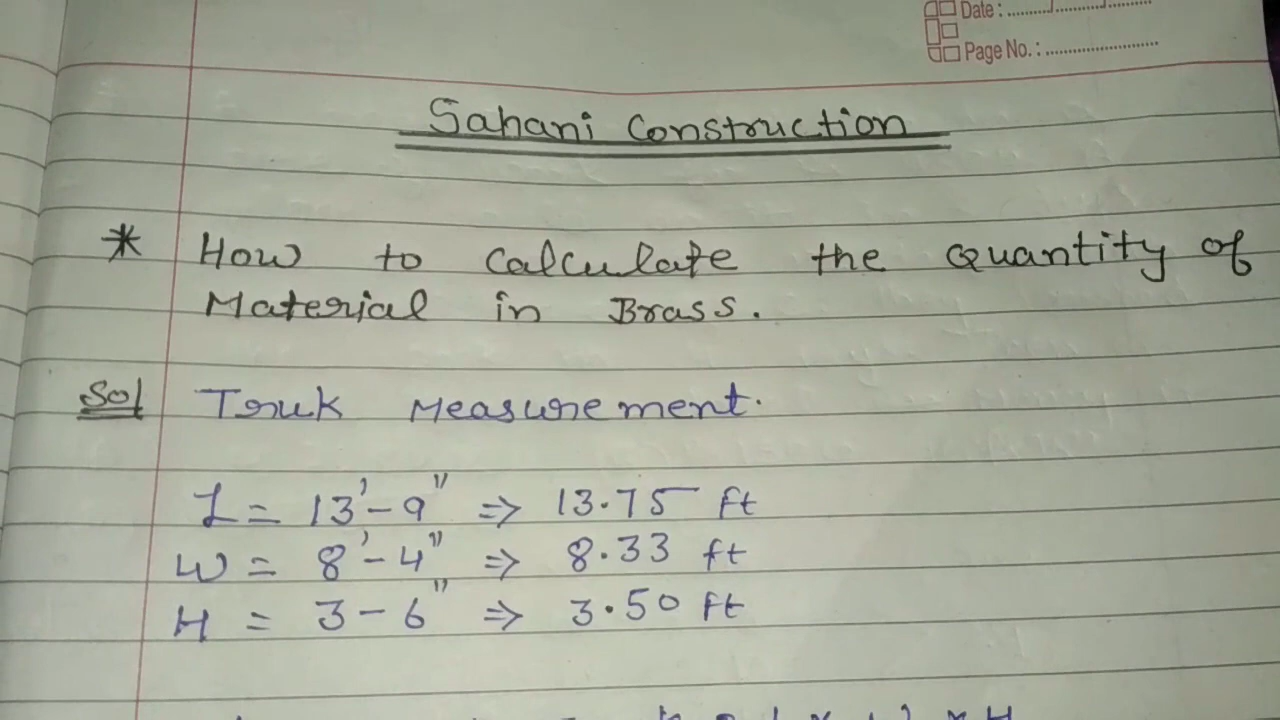 Date : ........./........./.........
Page No. : ..........................
Sahani Construction
* How to calculate the Quantity of
Material in Brass.
Sol Truk Measurement.
L = 13'-9" ⇒ 13.75 ft
W = 8'-4" ⇒ 8.33 ft
H = 3-6" ⇒ 3.50 ft